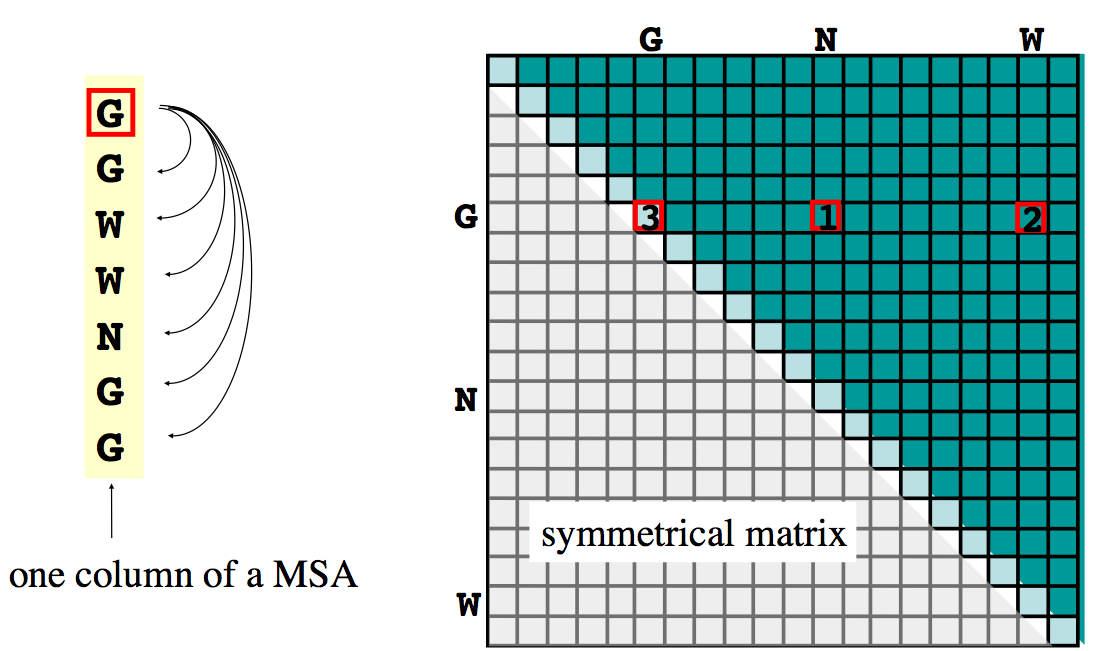 G
G
W
W
N
G
G
one column of a MSA
G N W
G 3 1 2
N
symmetrical matrix
W